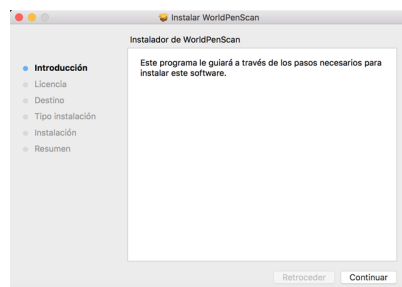 Instalar WorldPenScan
Instalador de WorldPenScan
Introducción
Licencia
Destino
Tipo instalación
Instalación
Resumen
Este programa le guiará a través de los pasos necesarios para
instalar este software.
Retroceder
Continuar